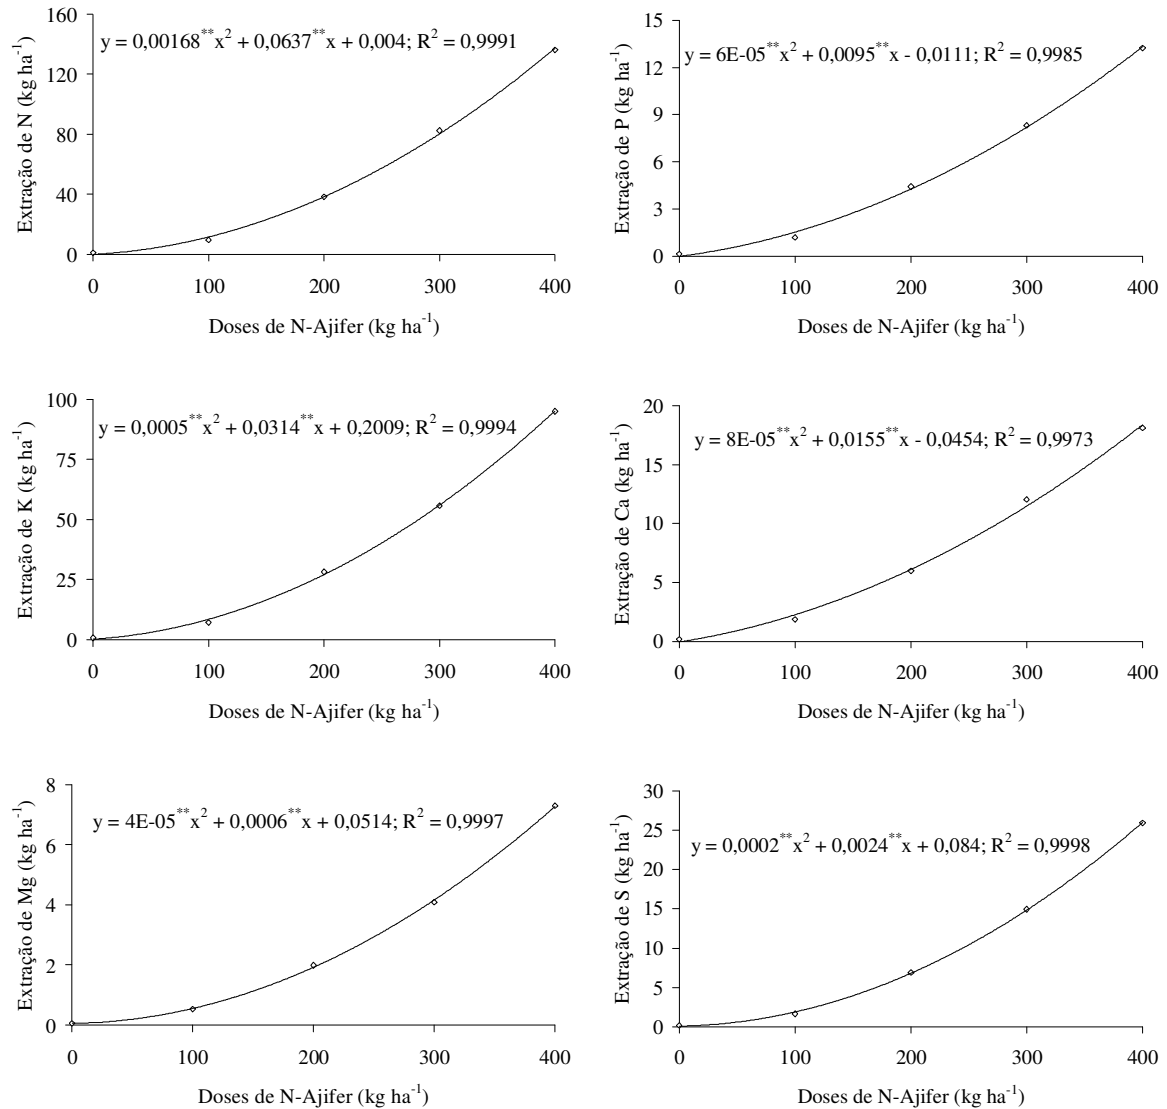 y = 0,00168**x² + 0,0637**x + 0,004; R² = 0,9991
Extração de N (kg ha⁻¹)
160
120
80
40
0
0 100 200 300 400
Doses de N-Ajifer (kg ha⁻¹)
y = 6E-05**x² + 0,0095**x - 0,0111; R² = 0,9985
Extração de P (kg ha⁻¹)
15
12
9
6
3
0
0 100 200 300 400
Doses de N-Ajifer (kg ha⁻¹)
y = 0,0005**x² + 0,0314**x + 0,2009; R² = 0,9994
Extração de K (kg ha⁻¹)
100
75
50
25
0
0 100 200 300 400
Doses de N-Ajifer (kg ha⁻¹)
y = 8E-05**x² + 0,0155**x - 0,0454; R² = 0,9973
Extração de Ca (kg ha⁻¹)
20
15
10
5
0
0 100 200 300 400
Doses de N-Ajifer (kg ha⁻¹)
y = 4E-05**x² + 0,0006**x + 0,0514; R² = 0,9997
Extração de Mg (kg ha⁻¹)
8
6
4
2
0
0 100 200 300 400
Doses de N-Ajifer (kg ha⁻¹)
y = 0,0002**x² + 0,0024**x + 0,084; R² = 0,9998
Extração de S (kg ha⁻¹)
30
25
20
15
10
5
0
0 100 200 300 400
Doses de N-Ajifer (kg ha⁻¹)